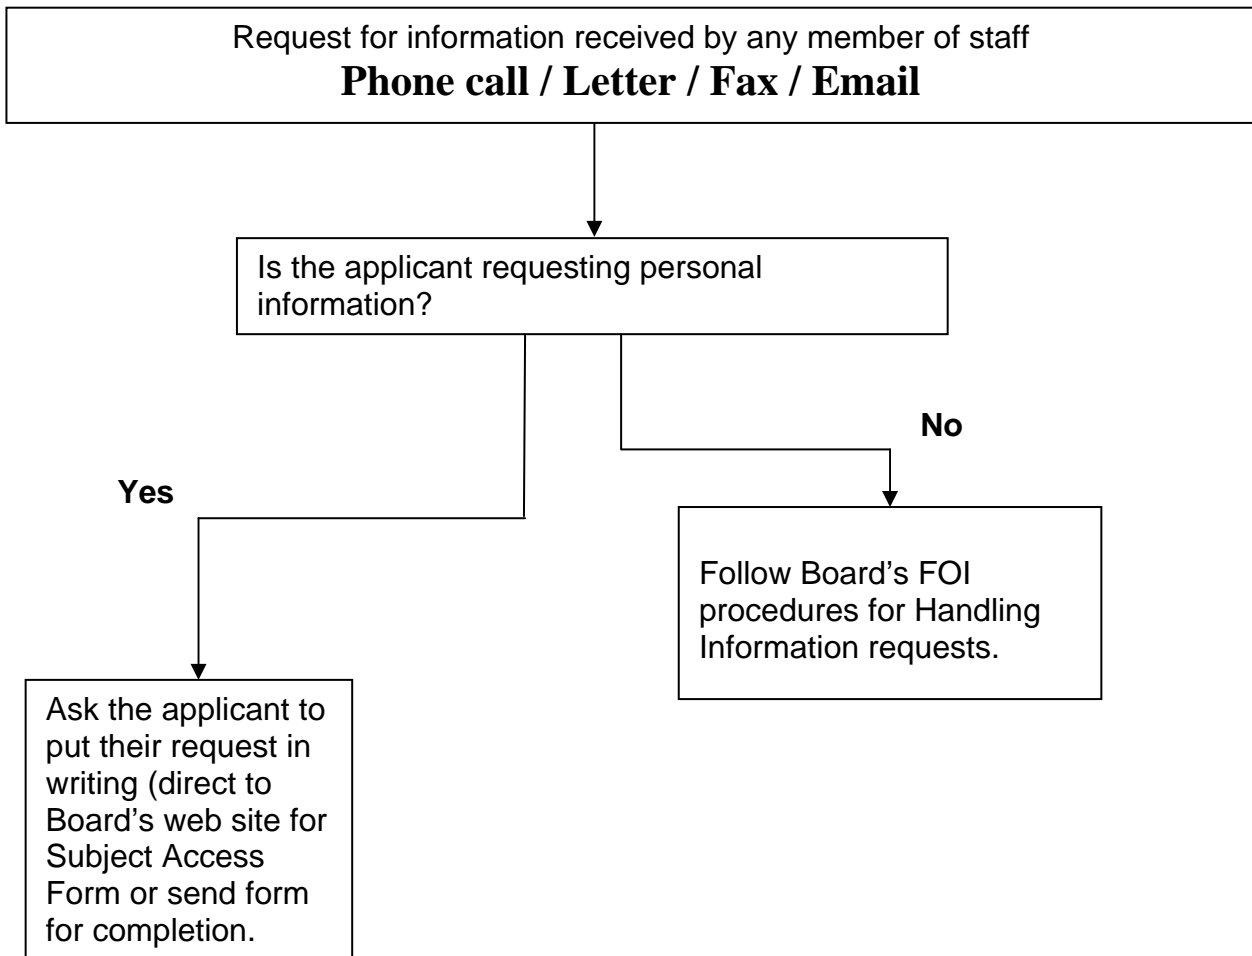 Request for information received by any member of staff
Phone call / Letter / Fax / Email
Is the applicant requesting personal
information?
No
Yes
Follow Board’s FOI
procedures for Handling
Information requests.
Ask the applicant to
put their request in
writing (direct to
Board’s web site for
Subject Access
Form or send form
for completion.